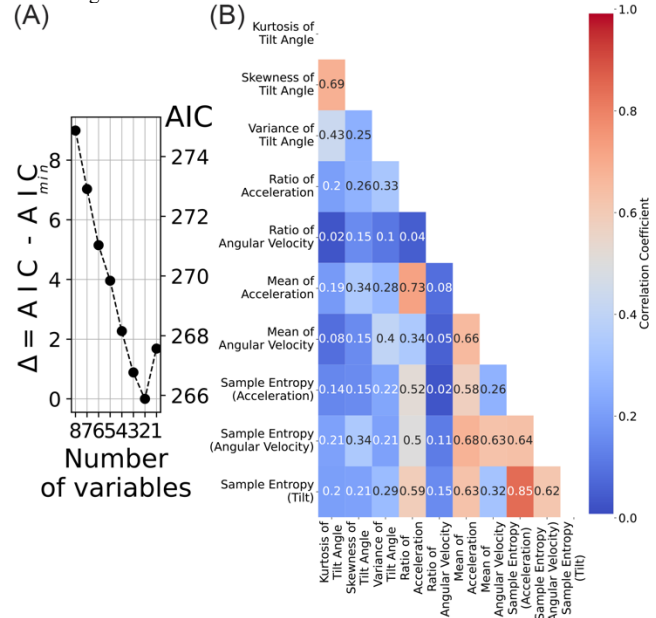 (A)
(B)
AIC
Δ = A I C - A I C min
8
6
4
2
0
274
272
271
270
268
266
87654321
Number
of variables
Kurtosis of
Tilt Angle
Skewness of
Tilt Angle
0.69
Variance of
Tilt Angle
0.43 0.25
Ratio of
Acceleration
0.2 0.26 0.33
Ratio of
Angular Velocity
0.02 0.15 0.1 0.04
Mean of
Acceleration
0.19 0.34 0.28 0.73 0.08
Mean of
Angular Velocity
0.08 0.15 0.4 0.34 0.05 0.66
Sample Entropy
(Acceleration)
0.14 0.15 0.22 0.52 0.02 0.58 0.26
Sample Entropy
(Angular Velocity)
0.21 0.34 0.21 0.5 0.11 0.68 0.63 0.64
Sample Entropy
(Tilt)
0.2 0.21 0.29 0.59 0.15 0.63 0.32 0.85 0.62
Kurtosis of
Tilt Angle
Skewness of
Tilt Angle
Variance of
Tilt Angle
Ratio of
Acceleration
Ratio of
Angular Velocity
Mean of
Acceleration
Mean of
Angular Velocity
Sample Entropy
(Acceleration)
Sample Entropy
Angular Velocity)
Sample Entropy
(Tilt)
1.0
0.8
0.6
0.4
0.2
0.0
Correlation Coefficient